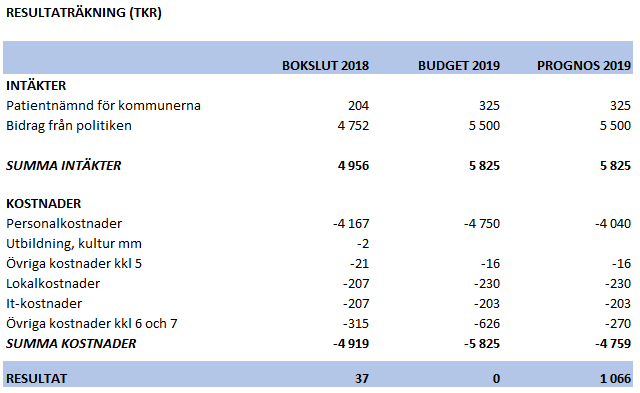 RESULTATRÄKNING (TKR)
BOKSLUT 2018 BUDGET 2019 PROGNOS 2019
INTÄKTER
Patientnämnd för kommunerna 204 325 325
Bidrag från politiken 4 752 5 500 5 500
SUMMA INTÄKTER 4 956 5 825 5 825
KOSTNADER
Personalkostnader -4 167 -4 750 -4 040
Utbildning, kultur mm -2
Övriga kostnader kkl 5 -21 -16 -16
Lokalkostnader -207 -230 -230
It-kostnader -207 -203 -203
Övriga kostnader kkl 6 och 7 -315 -626 -270
SUMMA KOSTNADER -4 919 -5 825 -4 759
RESULTAT 37 0 1 066